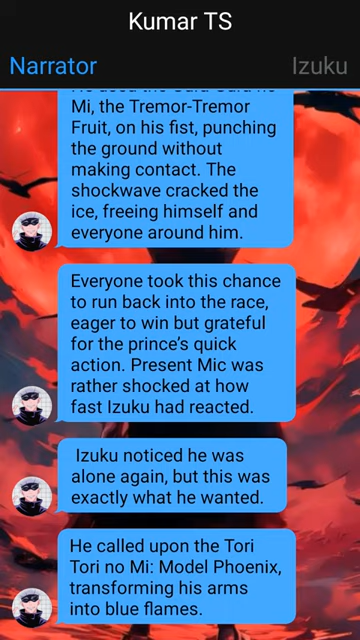 Kumar TS
Narrator
Izuku
Mi, the Tremor-Tremor
Fruit, on his fist, punching
the ground without
making contact. The
shockwave cracked the
ice, freeing himself and
everyone around him.
Everyone took this chance
to run back into the race,
eager to win but grateful
for the prince's quick
action. Present Mic was
rather shocked at how
fast Izuku had reacted.
Izuku noticed he was
alone again, but this was
exactly what he wanted.
He called upon the Tori
Tori no Mi: Model Phoenix,
transforming his arms
into blue flames.